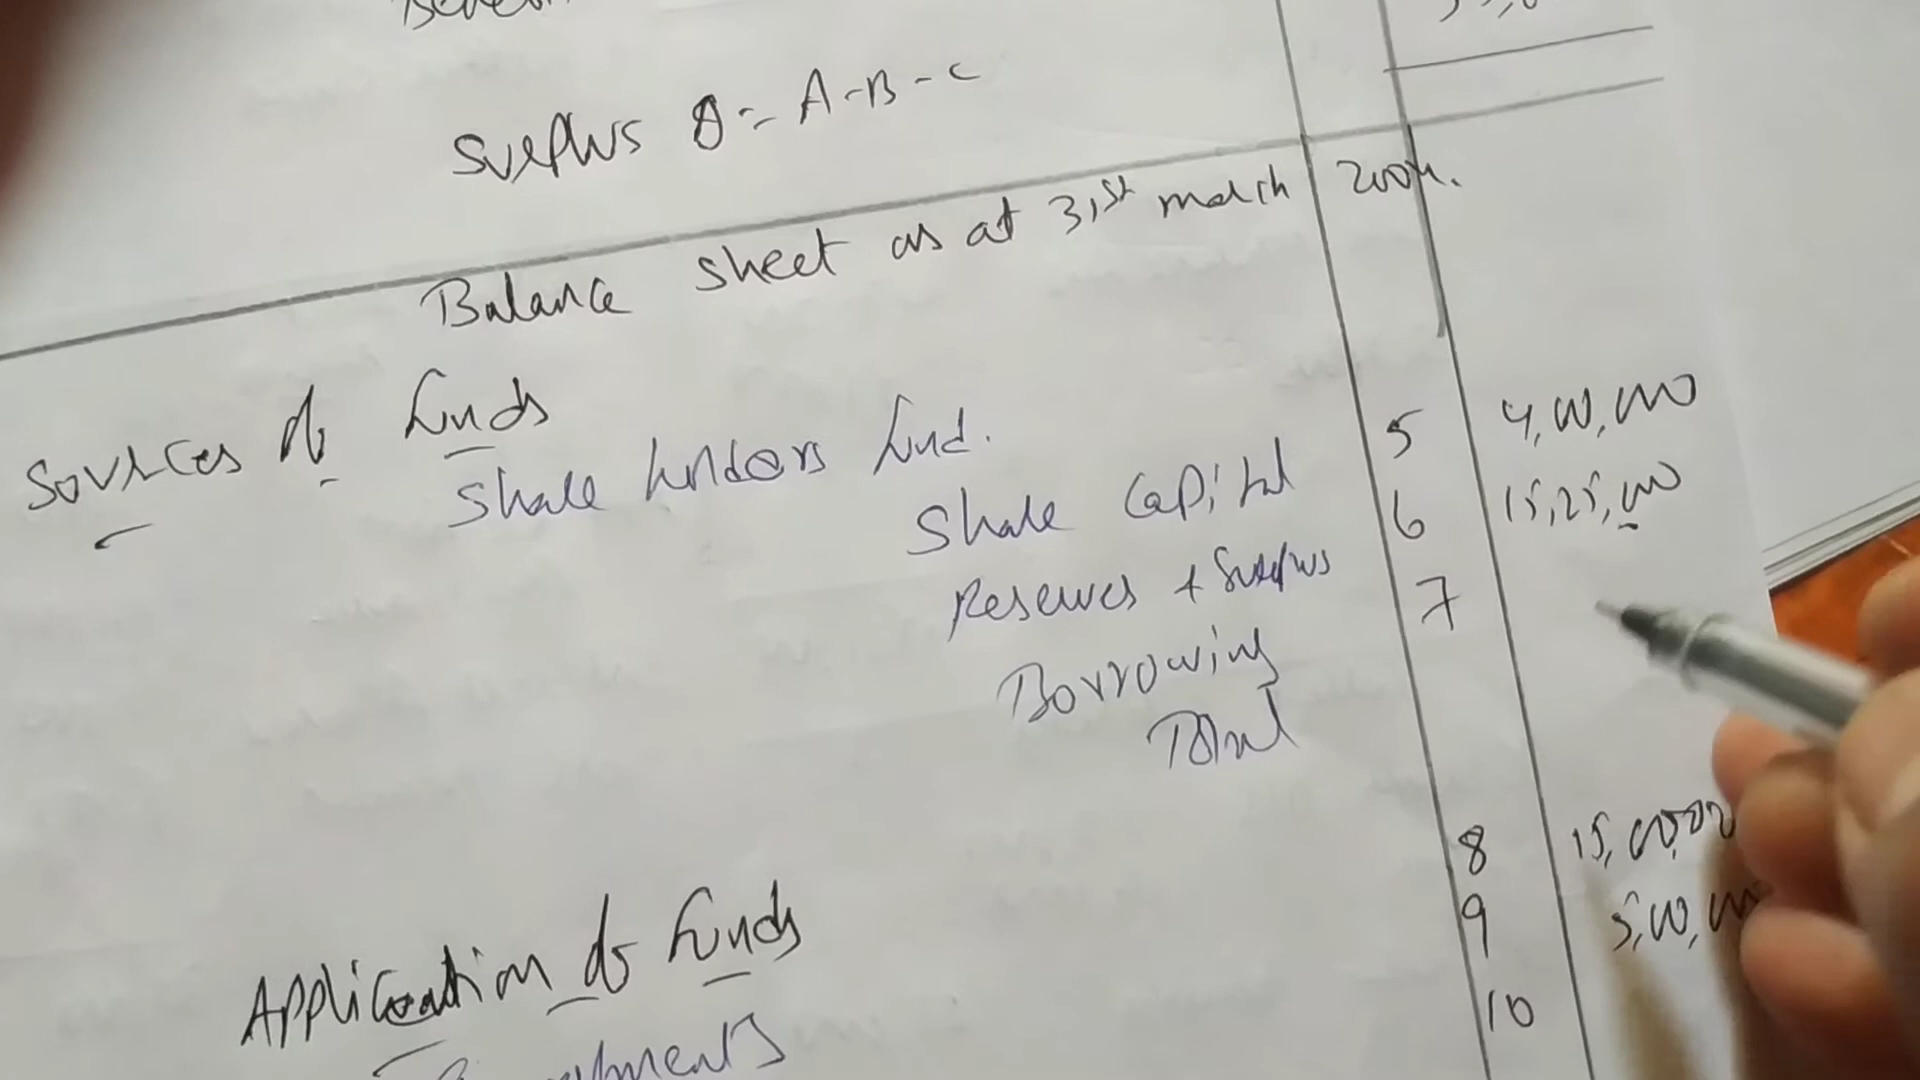 Surplus D = A-B-C
Balance sheet as at 31st march 2004.
Sources of funds
Share holders fund.
Share Capital 5 4,00,000
Reserves + Surplus 6 15,25,000
Borrowing 7
Total
8 15,00,000
Application of funds 9 5,00,000
10